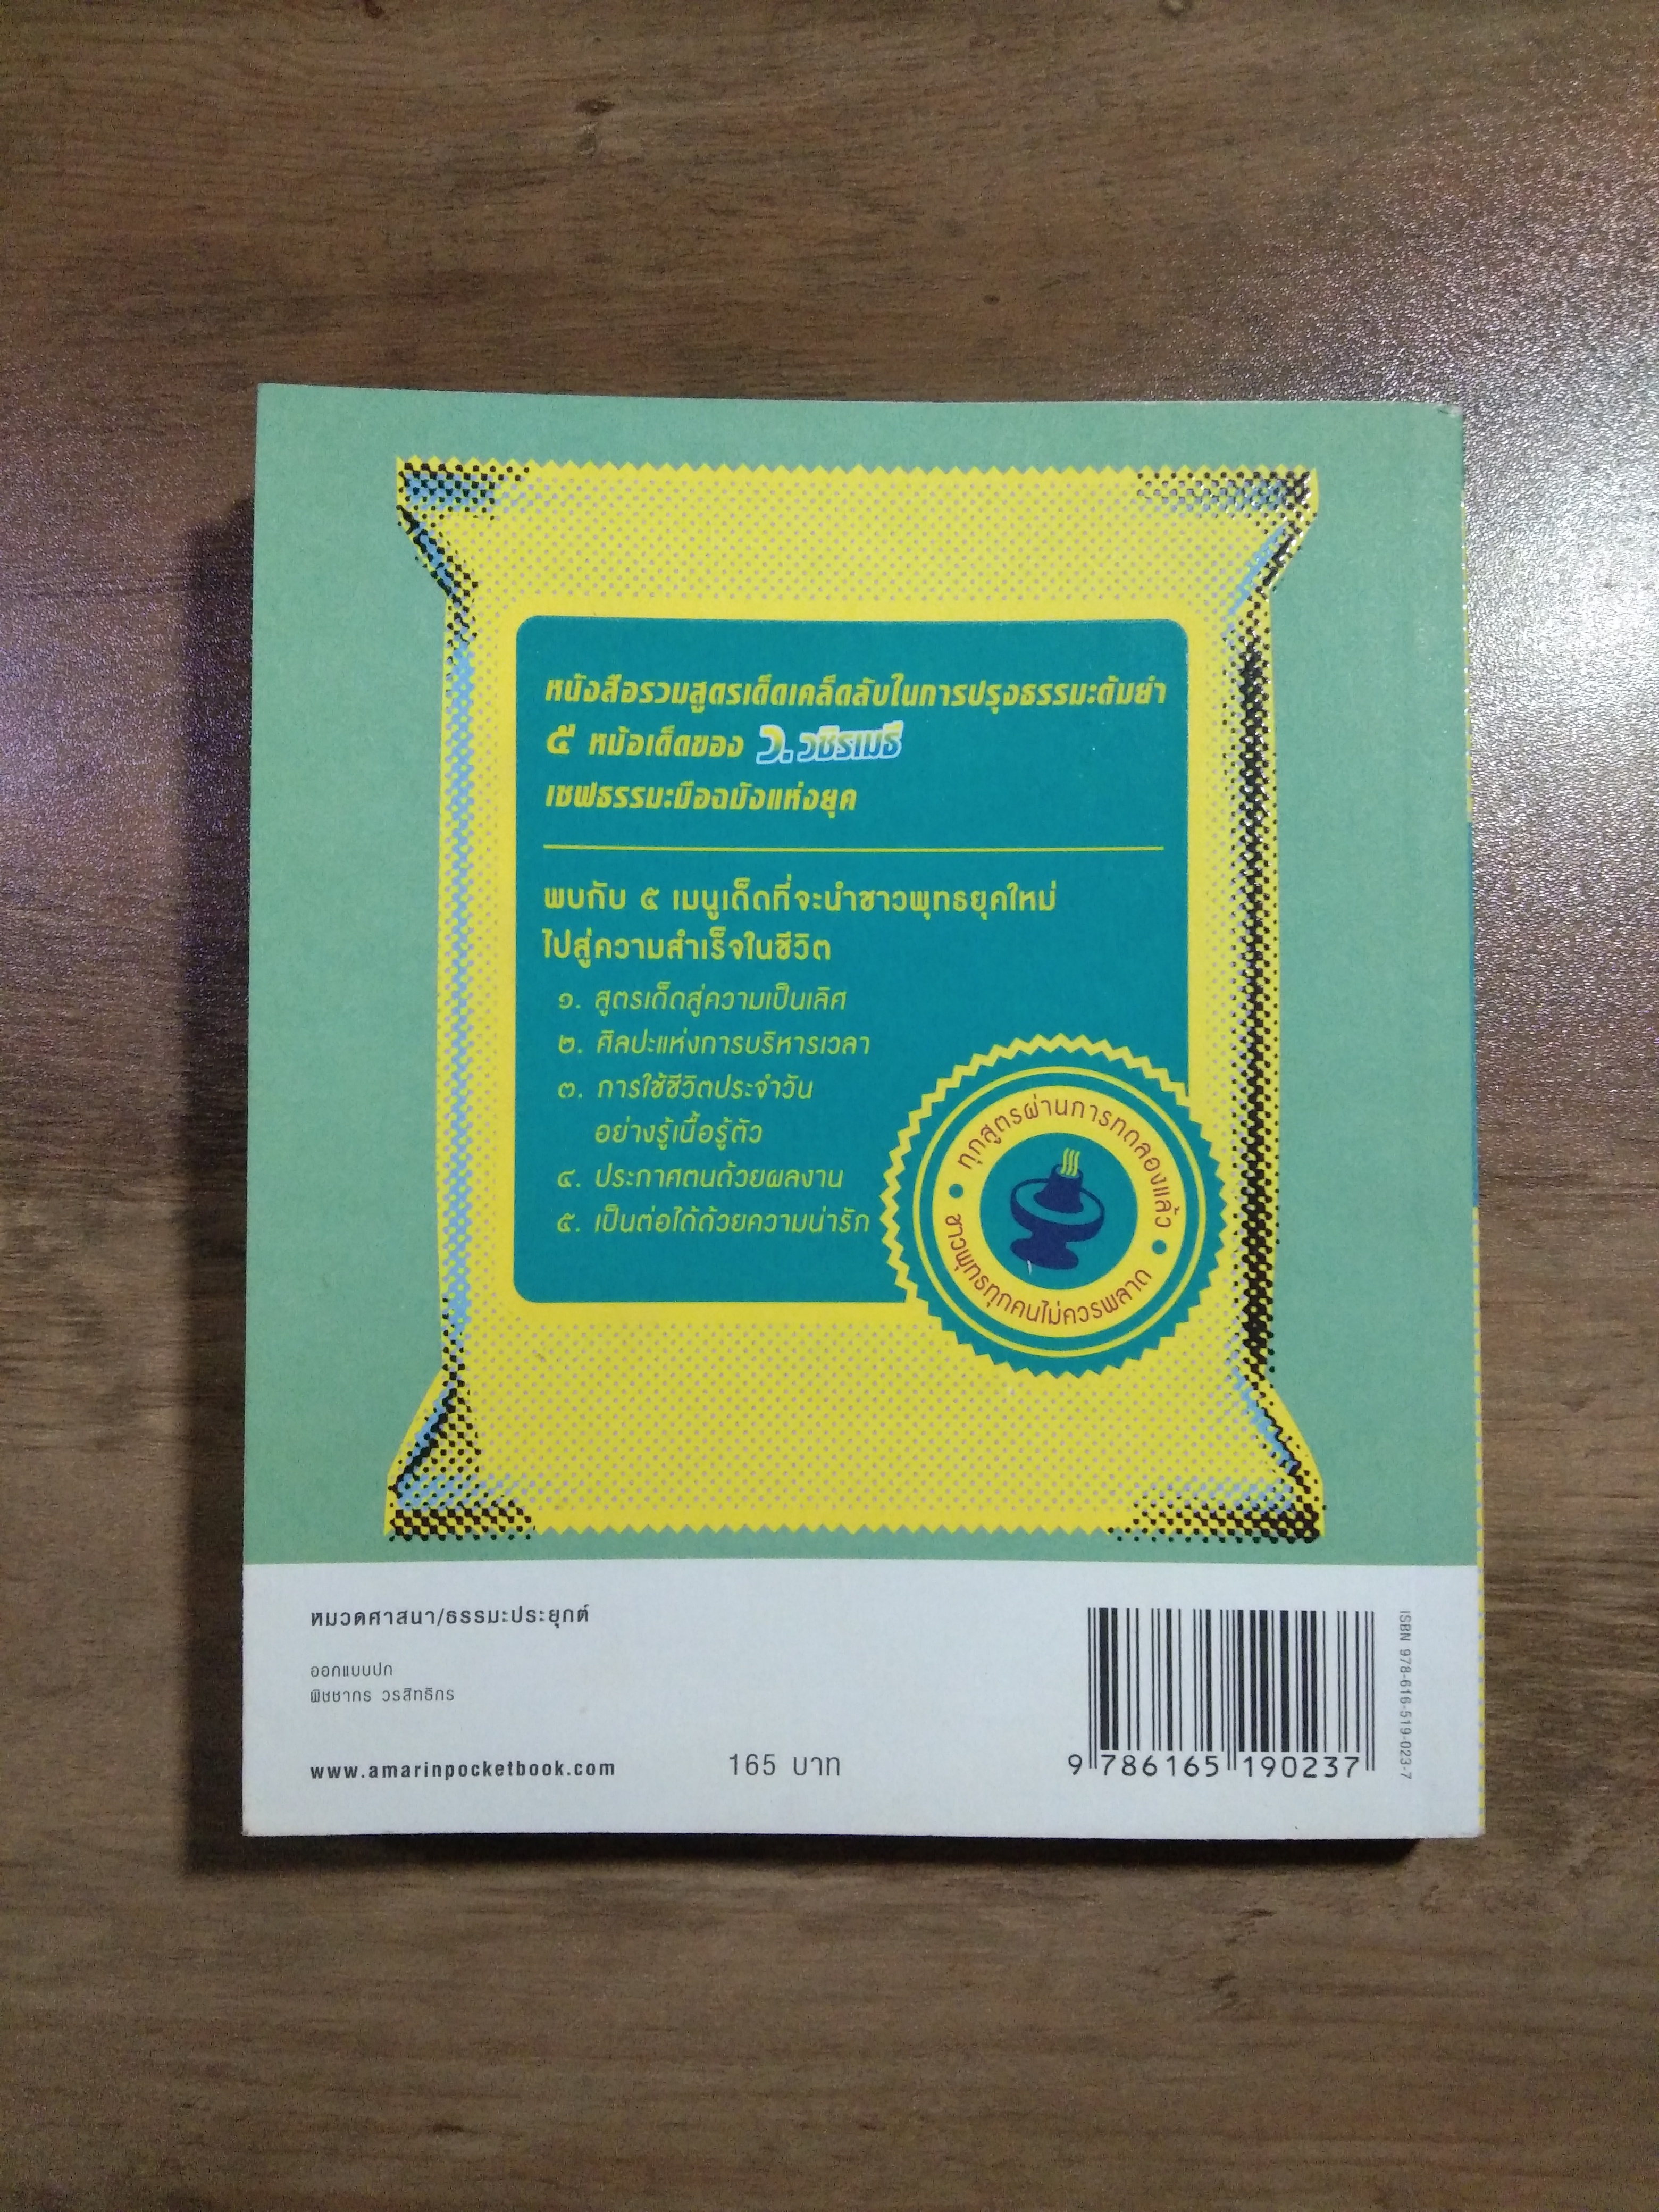 หนังสือรวมสูตรเด็ดเคล็ดลับในการปรุงธรรมะต้มยำ
๕ หม้อเด็ดของ ว.วชิรเมธี
เชฟธรรมะมือฉมังแห่งยุค
พบกับ ๕ เมนูเด็ดที่จะนำชาวพุทธยุคใหม่
ไปสู่ความสำเร็จในชีวิต
๑. สูตรเด็ดสู่ความเป็นเลิศ
๒. ศิลปะแห่งการบริหารเวลา
๓. การใช้ชีวิตประจำวัน
อย่างรู้เนื้อรู้ตัว
๔. ประกาศตนด้วยผลงาน
๕. เป็นต่อได้ด้วยความน่ารัก
ทุกสูตรผ่านการทดลองแล้ว
ชาวพุทธทุกคนไม่ควรพลาด
หมวดศาสนา/ธรรมะประยุกต์
ออกแบบปก
พิชชากร วรสิทธิกร
www.amarinpocketbook.com
165 บาท
9 786165 190237
ISBN 978-616-519-023-7